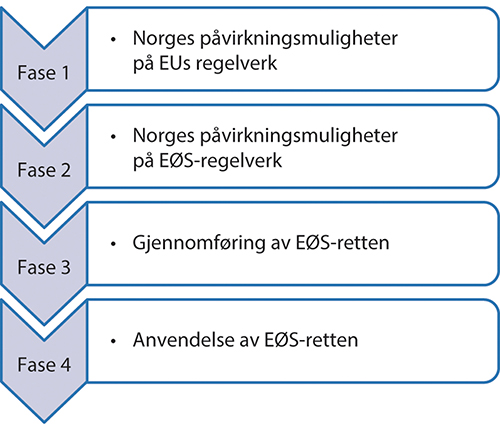 Fase 1
• Norges påvirkningsmuligheter
på EUs regelverk
Fase 2
• Norges påvirkningsmuligheter
på EØS-regelverk
Fase 3
• Gjennomføring av EØS-retten
Fase 4
• Anvendelse av EØS-retten